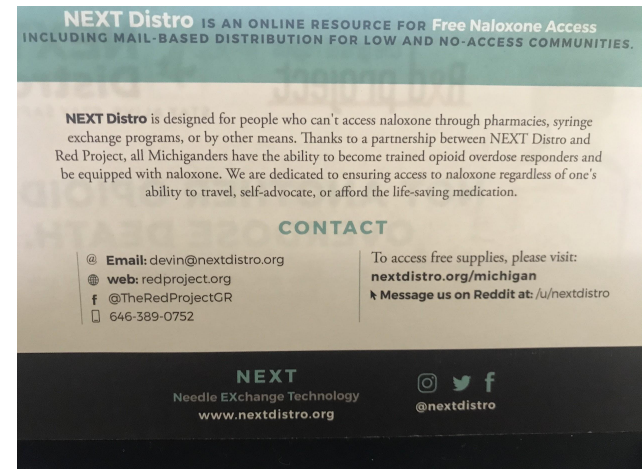 NEXT Distro IS AN ONLINE RESOURCE FOR Free Naloxone Access
INCLUDING MAIL-BASED DISTRIBUTION FOR LOW AND NO-ACCESS COMMUNITIES.
NEXT Distro is designed for people who can't access naloxone through pharmacies, syringe
exchange programs, or by other means. Thanks to a partnership between NEXT Distro and
Red Project, all Michiganders have the ability to become trained opioid overdose responders and
be equipped with naloxone. We are dedicated to ensuring access to naloxone regardless of one's
ability to travel, self-advocate, or afford the life-saving medication.
CONTACT
@ Email: devin@nextdistro.org
web: redproject.org
f @TheRedProjectGR
646-389-0752
To access free supplies, please visit:
nextdistro.org/michigan
Message us on Reddit at: /u/nextdistro
NEXT
Needle EXchange Technology
www.nextdistro.org
@nextdistro